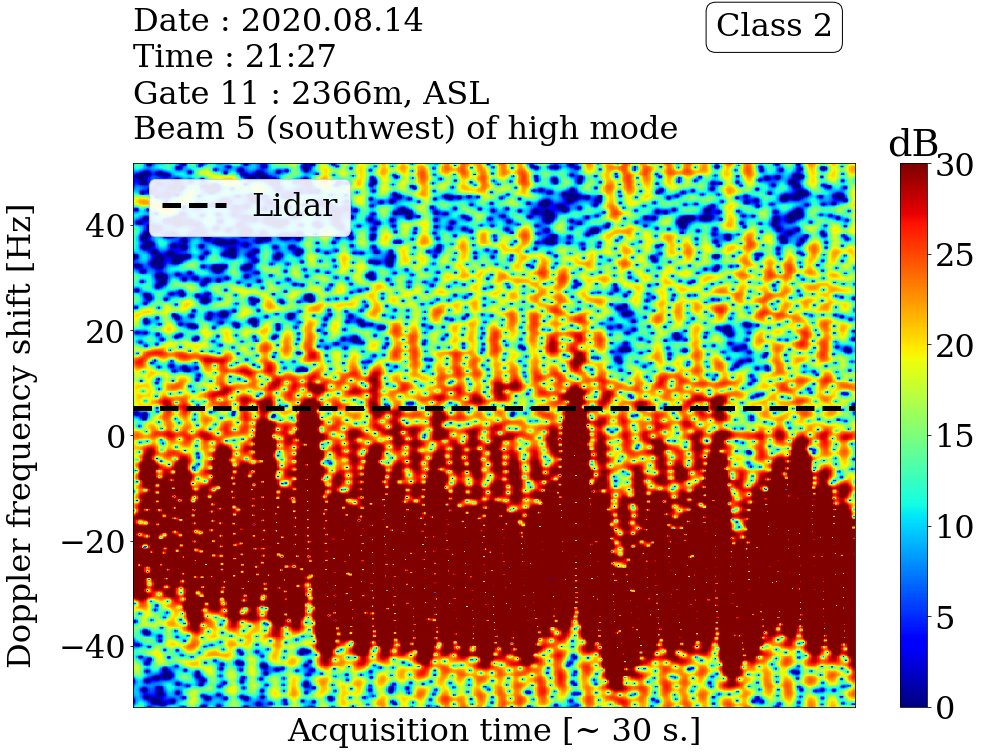 Date : 2020.08.14
Time : 21:27
Gate 11 : 2366m, ASL
Beam 5 (southwest) of high mode
Class 2
dB
Lidar
Doppler frequency shift [Hz]
40
20
0
−20
−40
30
25
20
15
10
5
0
Acquisition time [~ 30 s.]